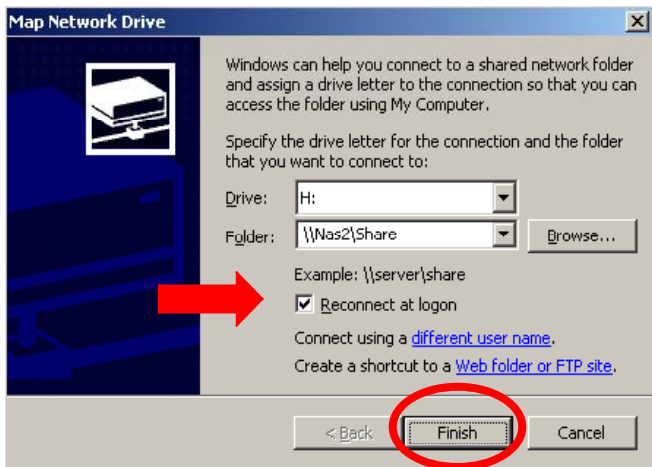 Map Network Drive
Windows can help you connect to a shared network folder
and assign a drive letter to the connection so that you can
access the folder using My Computer.
Specify the drive letter for the connection and the folder
that you want to connect to:
Drive: H:
Folder: \\Nas2\Share Browse...
Example: \\server\share
Reconnect at logon
Connect using a different user name.
Create a shortcut to a Web folder or FTP site.
< Back Finish Cancel